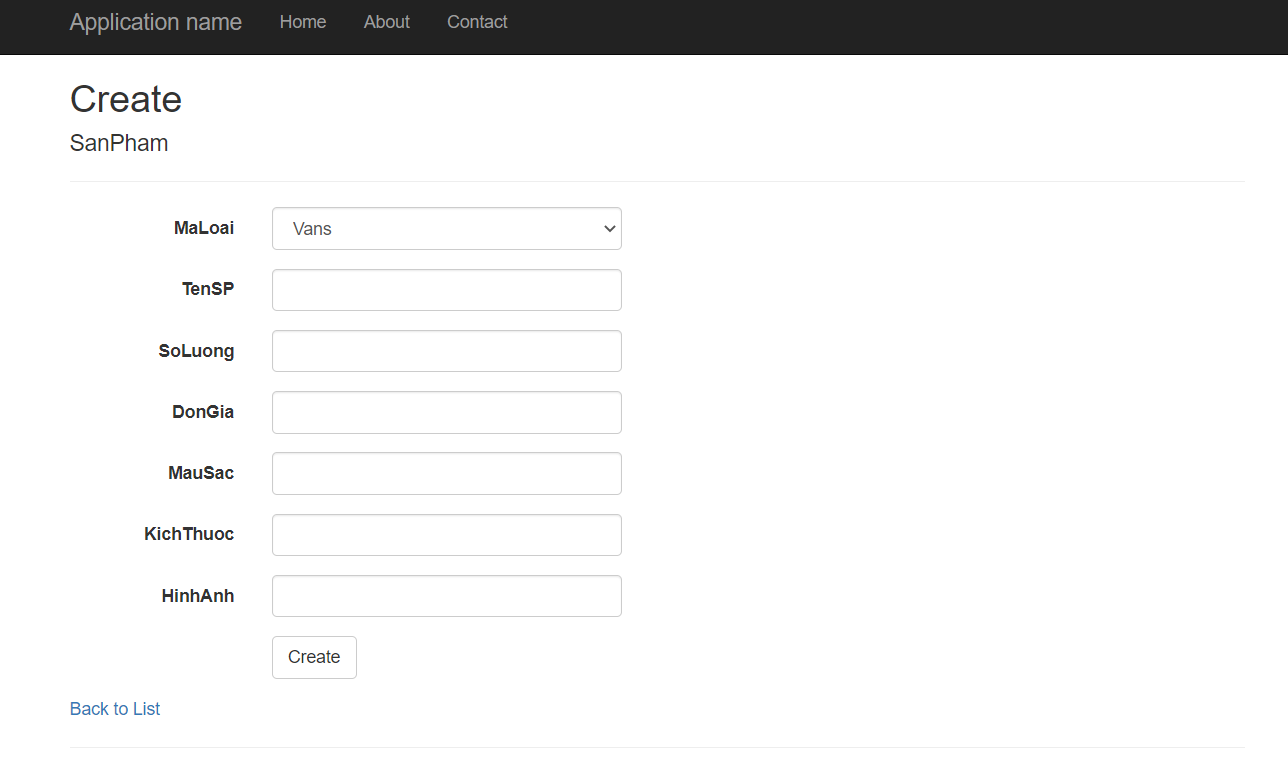 Application name Home About Contact
Create
SanPham
MaLoai Vans
TenSP
SoLuong
DonGia
MauSac
KichThuoc
HinhAnh
Create
Back to List